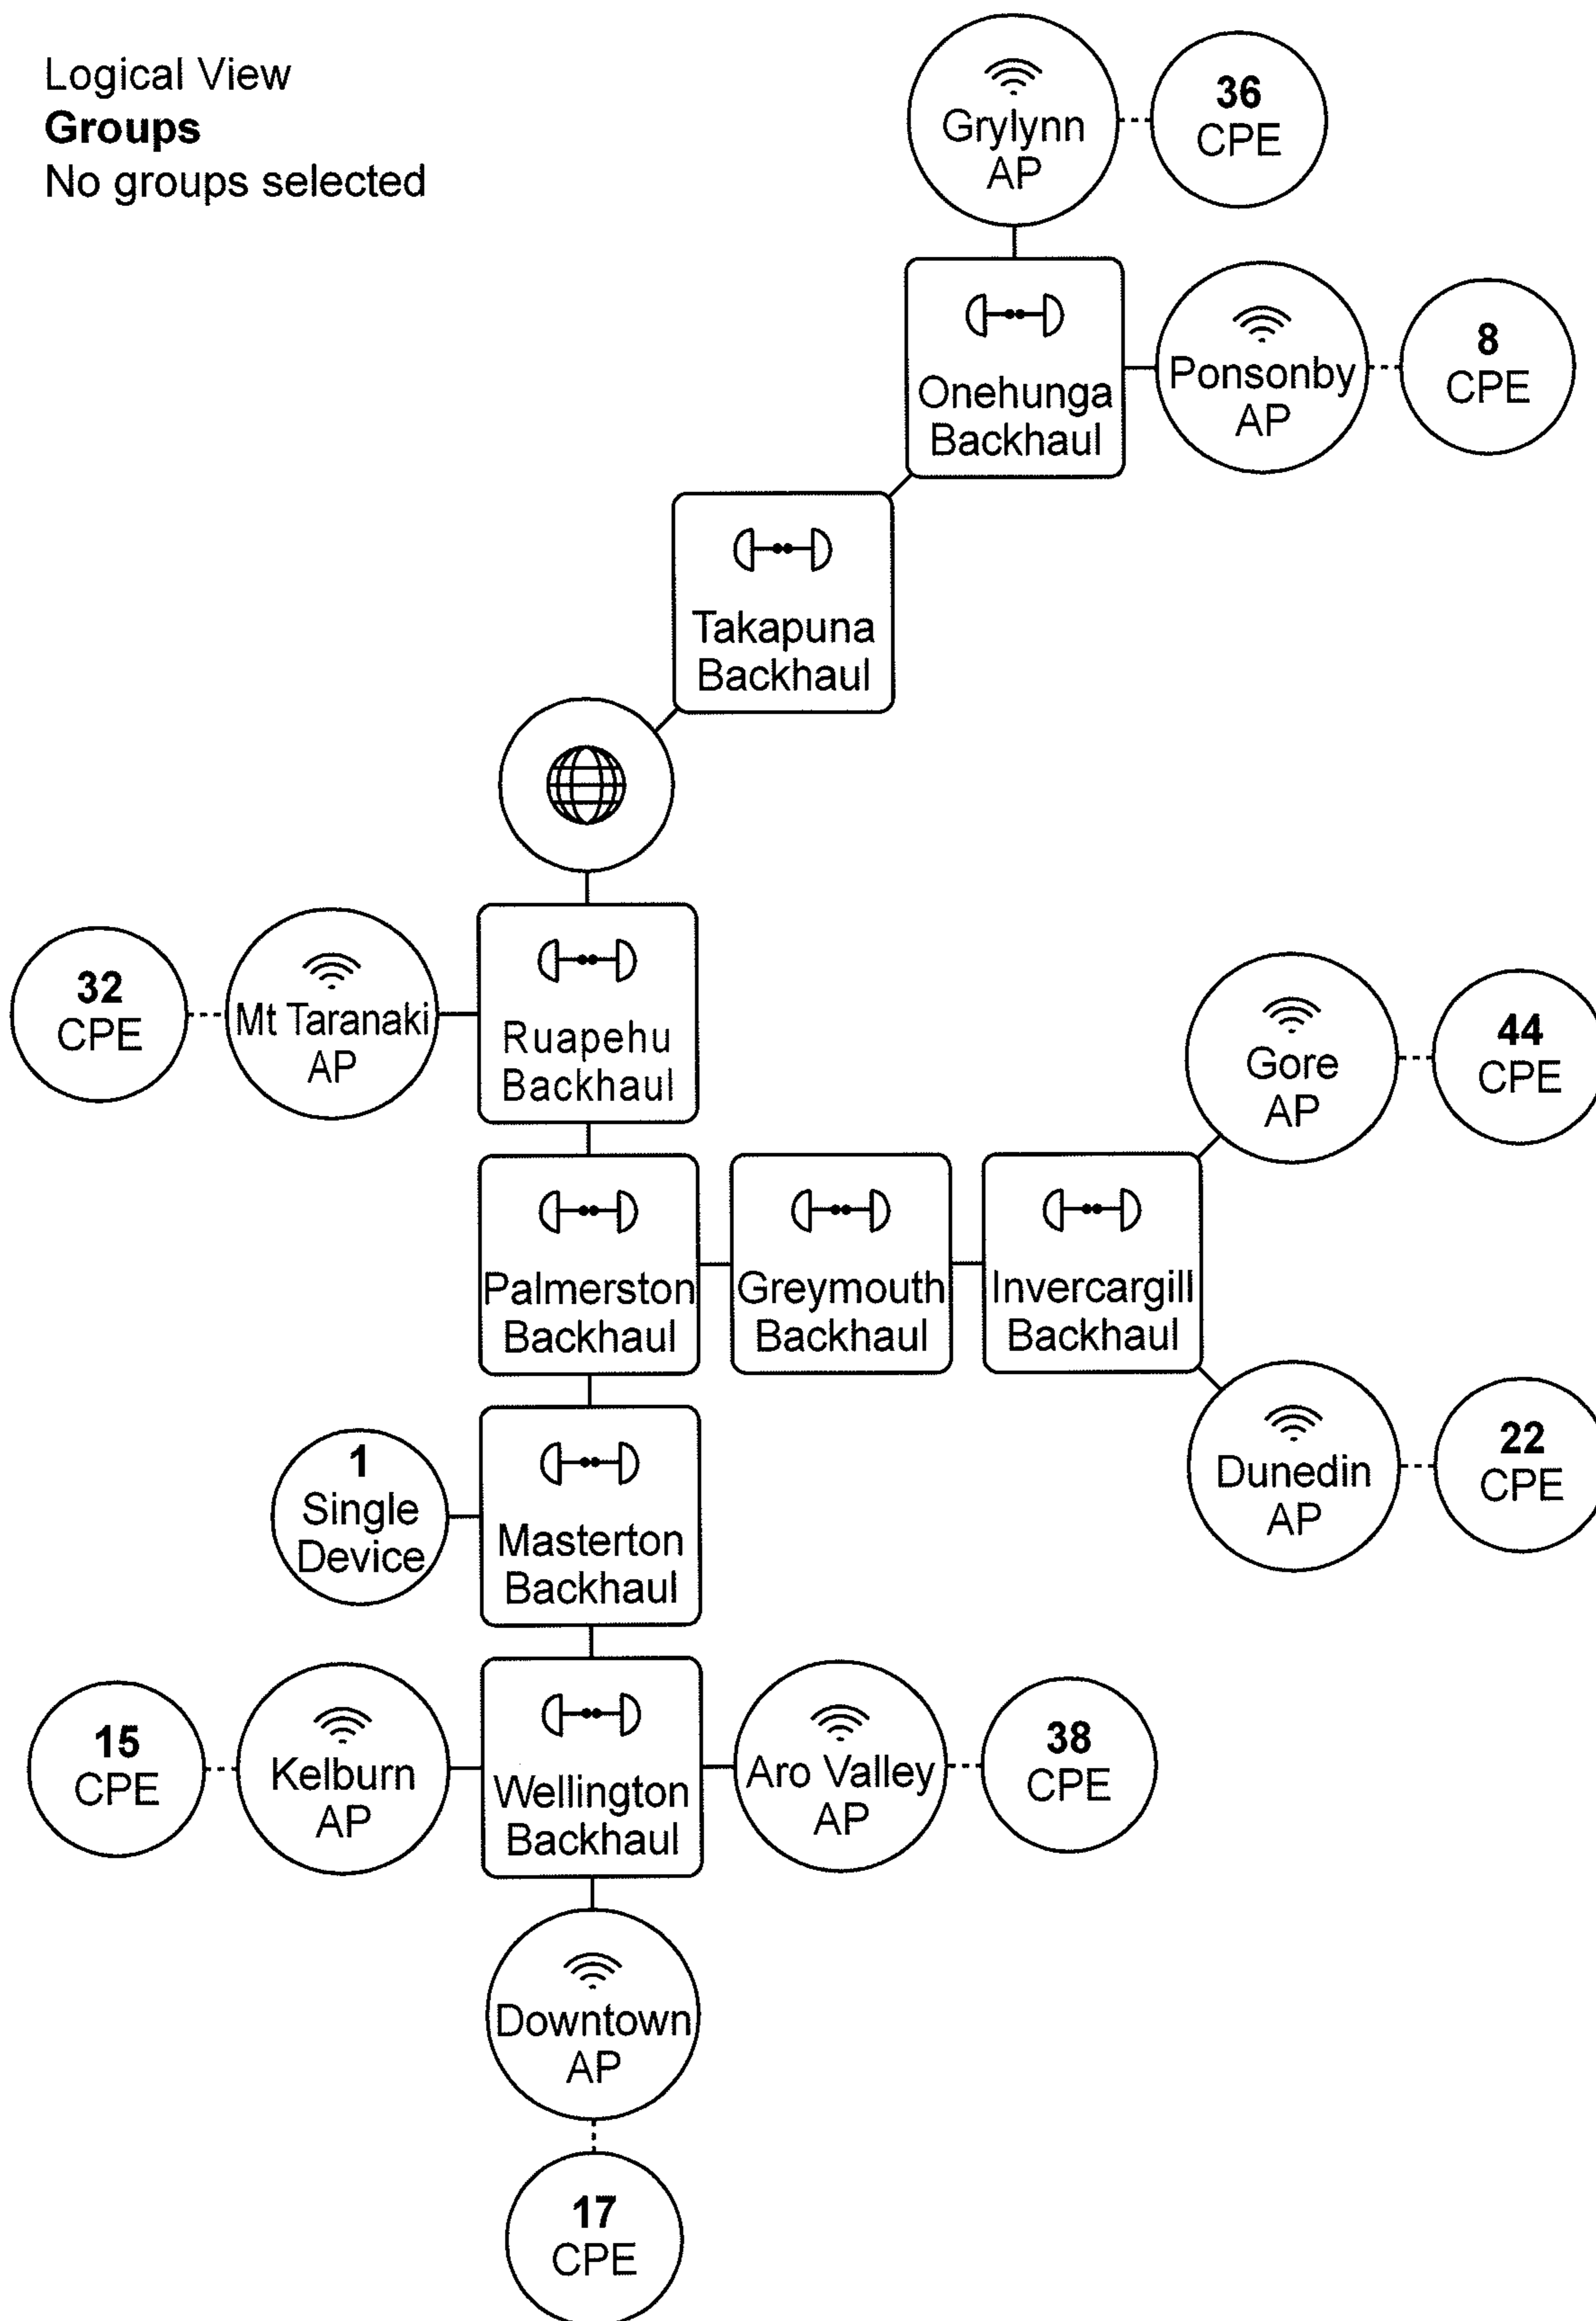 Logical View
Groups
No groups selected
Grylynn
AP
36
CPE
Onehunga
Backhaul
Ponsonby
AP
8
CPE
Takapuna
Backhaul
32
CPE
Mt Taranaki
AP
Ruapehu
Backhaul
Gore
AP
44
CPE
Palmerston
Backhaul
Greymouth
Backhaul
Invercargill
Backhaul
1
Single
Device
Masterton
Backhaul
Dunedin
AP
22
CPE
15
CPE
Kelburn
AP
Wellington
Backhaul
Aro Valley
AP
38
CPE
Downtown
AP
17
CPE